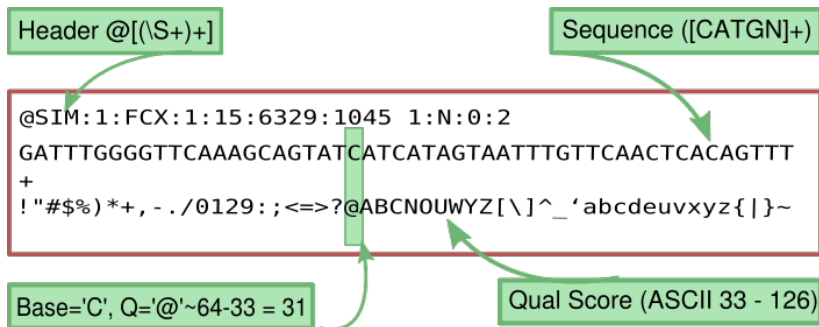 Header @[(\S+)+]
Sequence ([CATGN]+)
@SIM:1:FCX:1:15:6329:1045 1:N:0:2
GATTTGGGGTTCAAAGCAGTATCATCATAGTAATTTGTTCAACTCACAGTTT
+
!"#$%)*+,-./0129:;<=>?@ABCNOUWYZ[\]^_‘abcdeuvxyz{|}~
Base='C', Q='@'~64-33 = 31
Qual Score (ASCII 33 - 126)